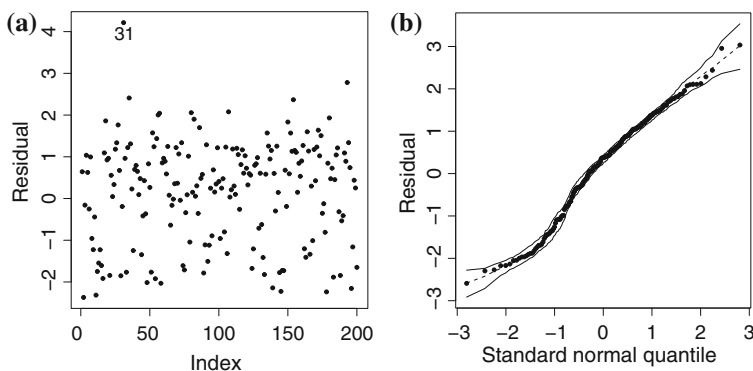 (a)
31
Residual
4
3
2
1
0
−1
−2
0 50 100 150 200
Index
(b)
Residual
3
2
1
0
−1
−2
−3
−3 −2 −1 0 1 2 3
Standard normal quantile